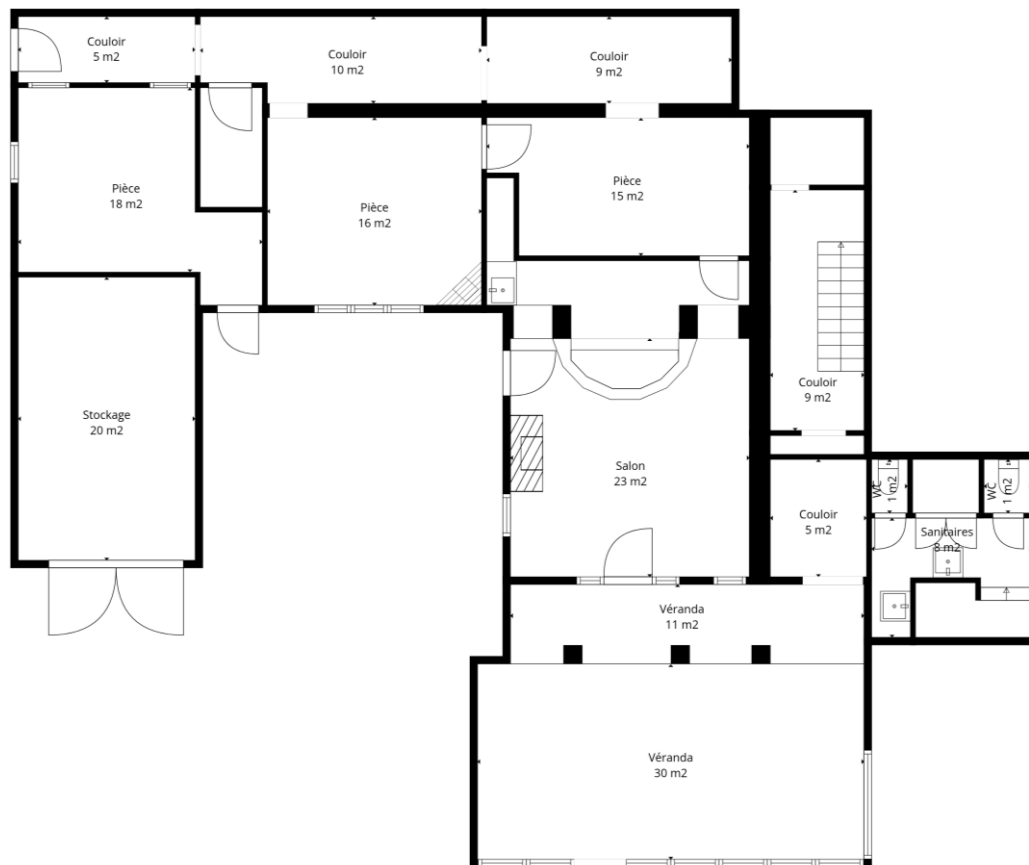 Couloir
5 m2
Couloir
10 m2
Couloir
9 m2
Pièce
18 m2
Pièce
16 m2
Pièce
15 m2
Couloir
9 m2
Stockage
20 m2
Salon
23 m2
WC
1 m2
WC
1 m2
Couloir
5 m2
Sanitaires
8 m2
Véranda
11 m2
Véranda
30 m2